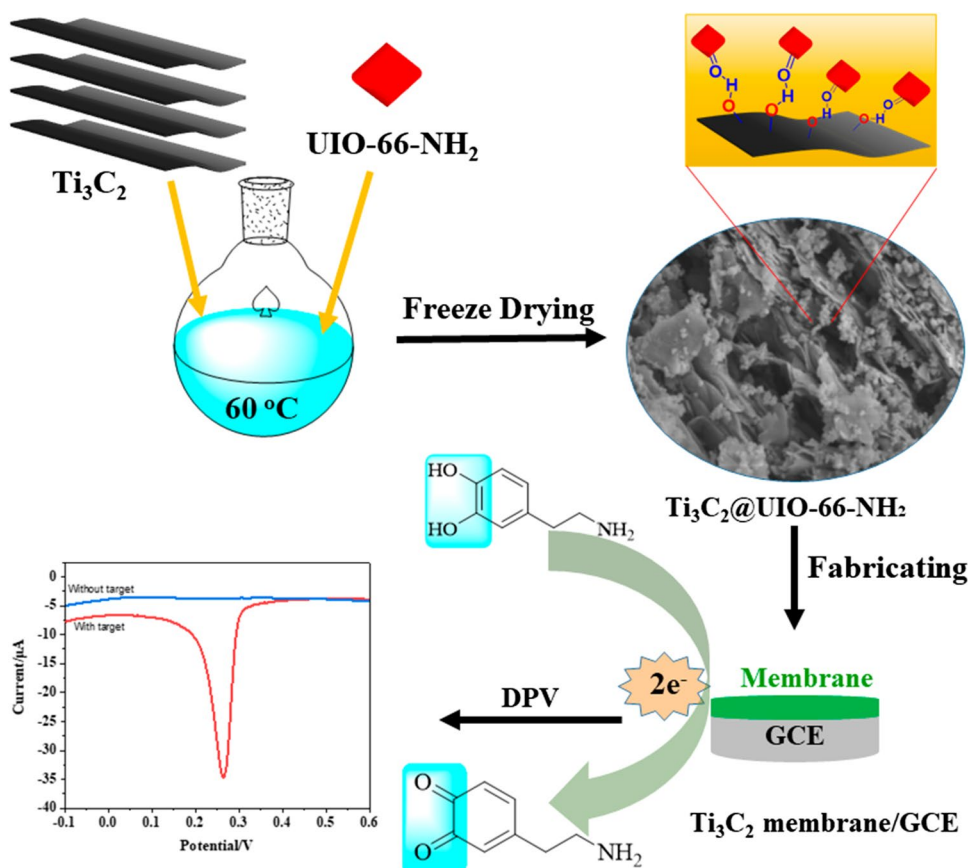 Ti₃C₂
UIO-66-NH₂
O
H
O
O
H
O
O
H
O
O
H
O
60 °C
Freeze Drying
Ti₃C₂@UIO-66-NH₂
Fabricating
HO
HO
NH₂
2e⁻
DPV
Membrane
GCE
Ti₃C₂ membrane/GCE
O
O
NH₂
Without target
With target
Current/μA
0
-5
-10
-15
-20
-25
-30
-35
-40
-0.1 0.0 0.1 0.2 0.3 0.4 0.5 0.6
Potential/V